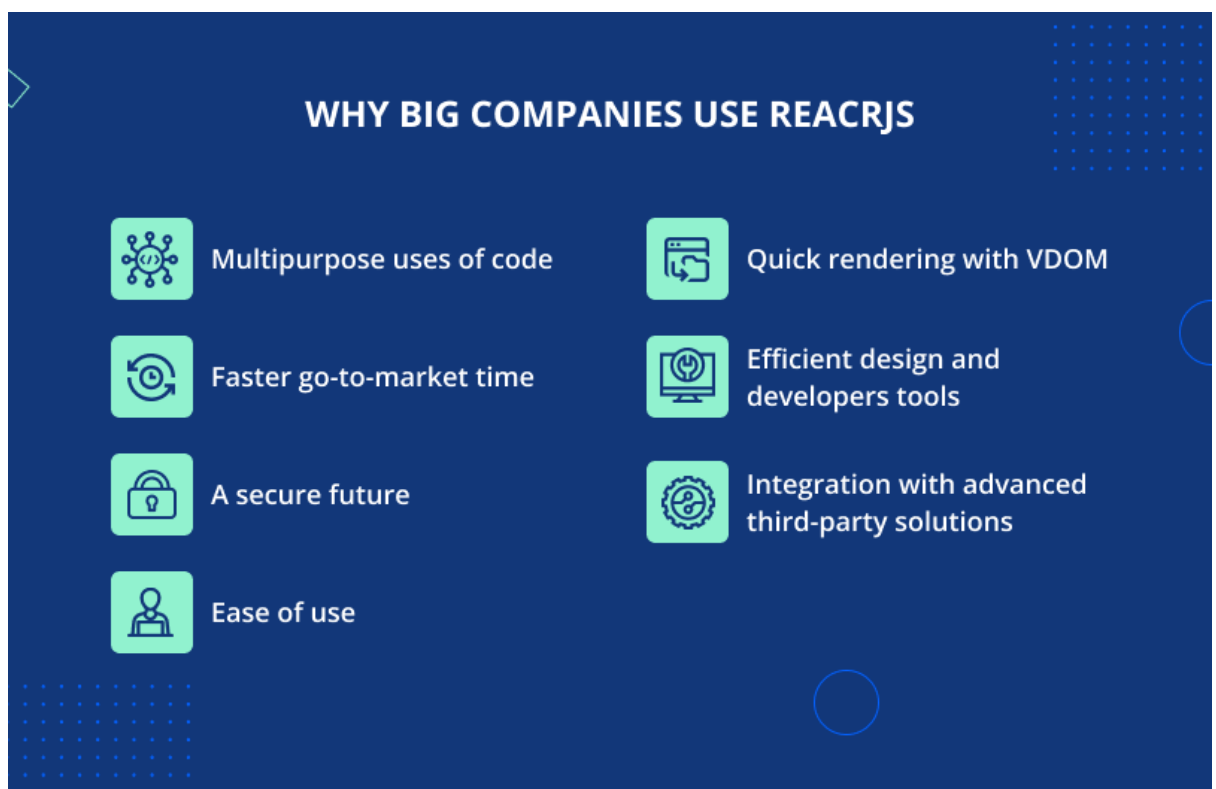 WHY BIG COMPANIES USE REACRJS
Multipurpose uses of code
Faster go-to-market time
A secure future
Ease of use
Quick rendering with VDOM
Efficient design and
developers tools
Integration with advanced
third-party solutions